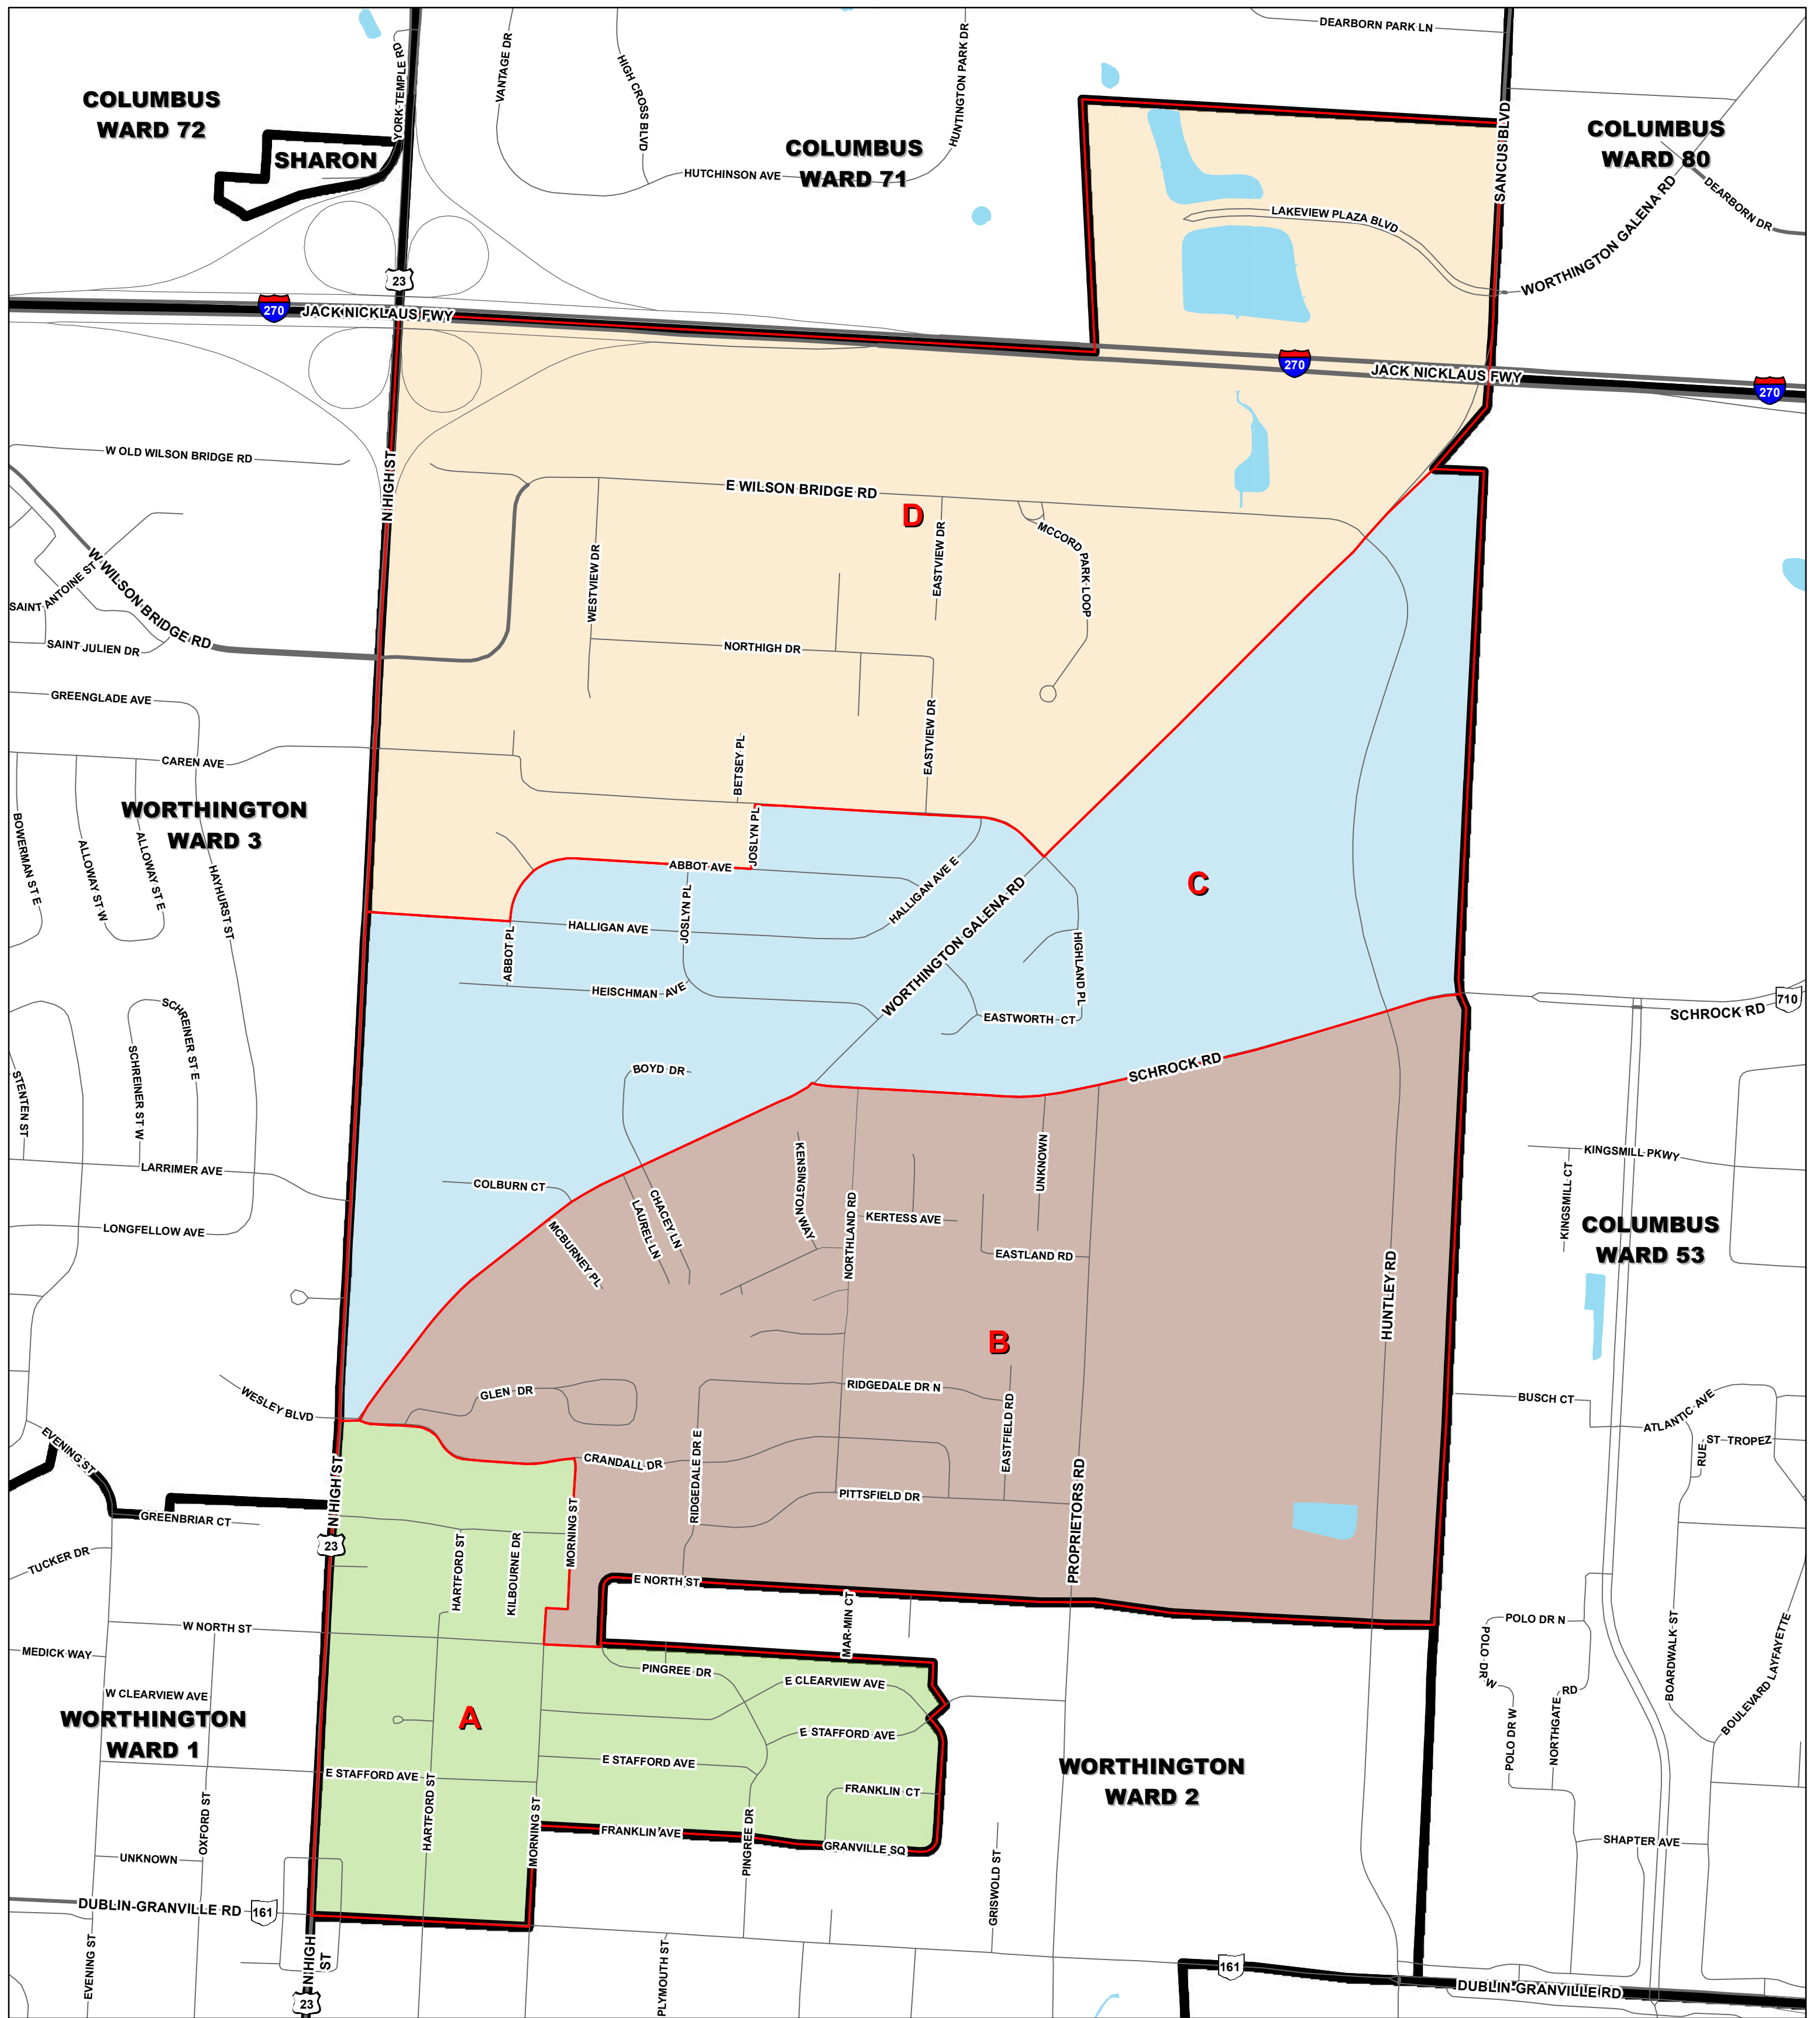 DEARBORN PARK LN
VANTAGE DR
HIGH CROSS BLVD
HUNTINGTON PARK DR
YORK TEMPLE RD
COLUMBUS
WARD 72
SHARON
COLUMBUS
WARD 71
HUTCHINSON AVE
SANCUS BLVD
COLUMBUS
WARD 80
DEARBORN DR
LAKEVIEW PLAZA BLVD
WORTHINGTON GALENA RD
23
270
JACK NICKLAUS FWY
270
JACK NICKLAUS FWY
270
W OLD WILSON BRIDGE RD
N HIGH ST
E WILSON BRIDGE RD
D
EASTVIEW DR
MCCORD PARK LOOP
WESTVIEW DR
W WILSON BRIDGE RD
SAINT ANTOINE ST
SAINT JULIEN DR
NORTHIGH DR
GREENGLADE AVE
EASTVIEW DR
BETSEY PL
CAREN AVE
WORTHINGTON
WARD 3
BOWERMAN ST E
ALLOWAY ST W
ALLOWAY ST E
HAYHURST ST
JOSLYN PL
ABBOT AVE
HALLIGAN AVE E
C
JOSLYN PL
HALLIGAN AVE
ABBOT PL
WORTHINGTON GALENA RD
HIGHLAND PL
HEISCHMAN AVE
EASTWORTH CT
710
SCHROCK RD
SCHREINER ST E
SCHREINER ST W
STENTEN ST
BOYD DR
SCHROCK RD
KINGSMILL PKWY
KINGSMILL CT
LARRIMER AVE
COLBURN CT
KENSINGTON WAY
UNKNOWN
LONGFELLOW AVE
MCBURNEY PL
LAUREL LN
CHACEY LN
NORTHLAND RD
KERTESS AVE
EASTLAND RD
COLUMBUS
WARD 53
HUNTLEY RD
B
WESLEY BLVD
GLEN DR
RIDGEDALE DR N
EASTFIELD RD
BUSCH CT
ATLANTIC AVE
RUE
ST TROPEZ
EVENING ST
N HIGH ST
CRANDALL DR
RIDGEDALE DR E
PITTSFIELD DR
PROPRIETORS RD
GREENBRIAR CT
23
TUCKER DR
HARTFORD ST
KILBOURNE DR
MORNING ST
E NORTH ST
MAR-MIN CT
W NORTH ST
MEDICK WAY
POLO DR N
POLO DR W
POLO DR W
NORTHGATE RD
BOARDWALK ST
BOULEVARD LAFAYETTE
PINGREE DR
E CLEARVIEW AVE
W CLEARVIEW AVE
WORTHINGTON
WARD 1
A
E STAFFORD AVE
E STAFFORD AVE
E STAFFORD AVE
WORTHINGTON
WARD 2
FRANKLIN CT
OXFORD ST
HARTFORD ST
MORNING ST
FRANKLIN AVE
PINGREE DR
GRANVILLE SQ
SHAPTER AVE
UNKNOWN
GRISWOLD ST
DUBLIN-GRANVILLE RD
161
EVENING ST
N HIGH
ST
23
PLYMOUTH ST
161
DUBLIN-GRANVILLE RD